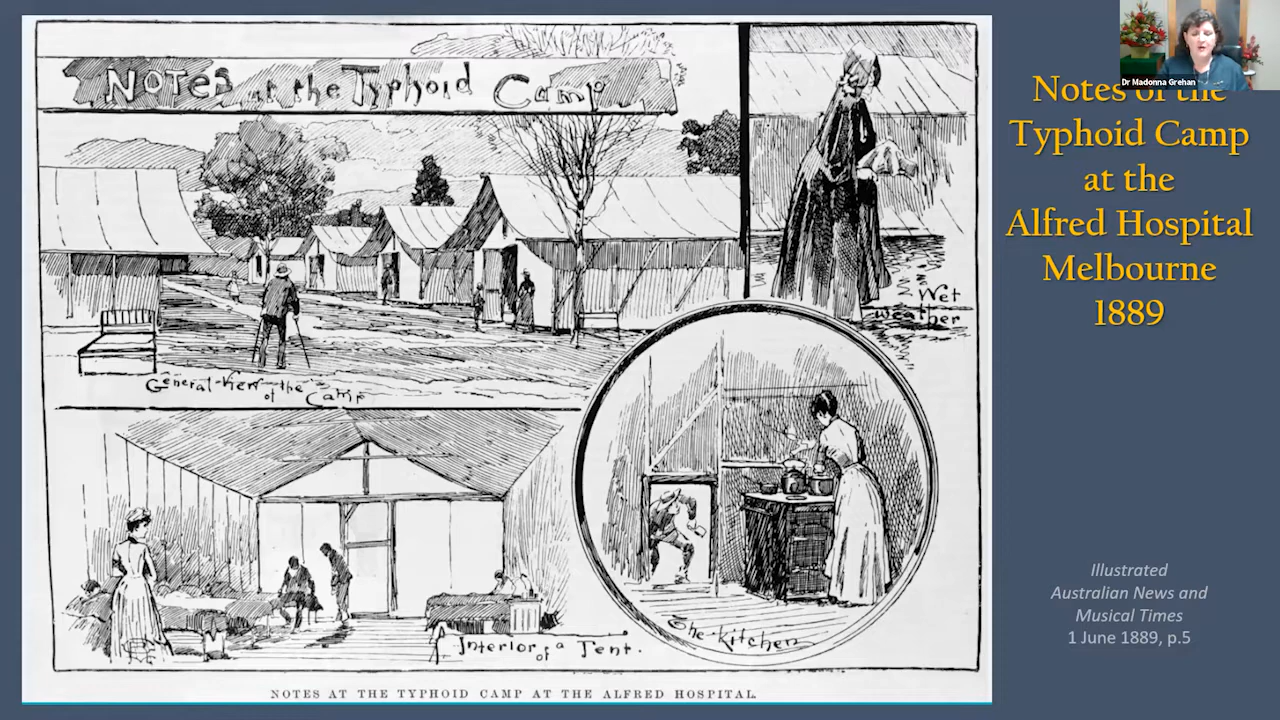 Notes at the Typhoid Camp
General View of the
Camp
Wet
weather
Interior of a Tent.
The Kitchen
NOTES AT THE TYPHOID CAMP AT THE ALFRED HOSPITAL.
Dr Madonna Grehan
Notes of the
Typhoid Camp
at the
Alfred Hospital
Melbourne
1889
Illustrated
Australian News and
Musical Times
1 June 1889, p.5